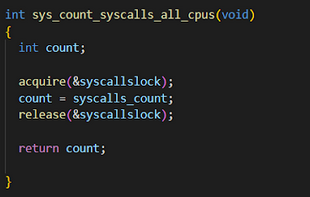 int sys_count_syscalls_all_cpus(void)
{
  int count;

  acquire(&syscallslock);
  count = syscalls_count;
  release(&syscallslock);

  return count;

}